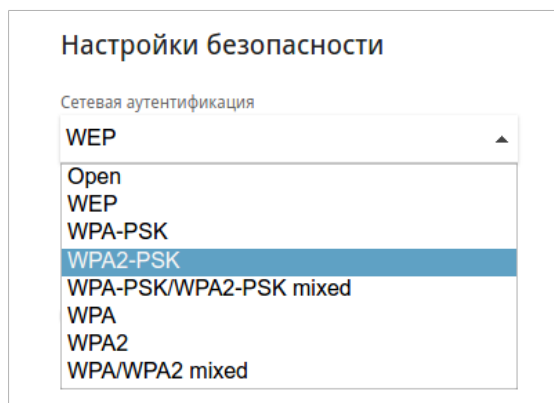 Настройки безопасности
Сетевая аутентификация
WEP
Open
WEP
WPA-PSK
WPA2-PSK
WPA-PSK/WPA2-PSK mixed
WPA
WPA2
WPA/WPA2 mixed